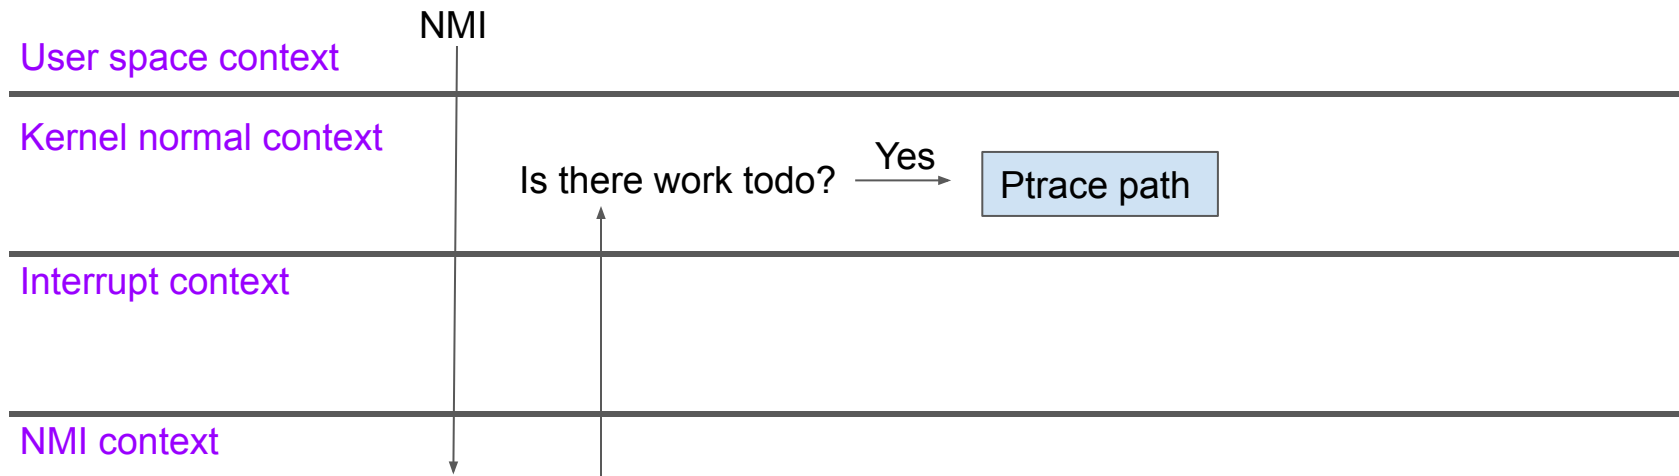 NMI
User space context
Kernel normal context
Is there work todo?
Yes
Ptrace path
Interrupt context
NMI context